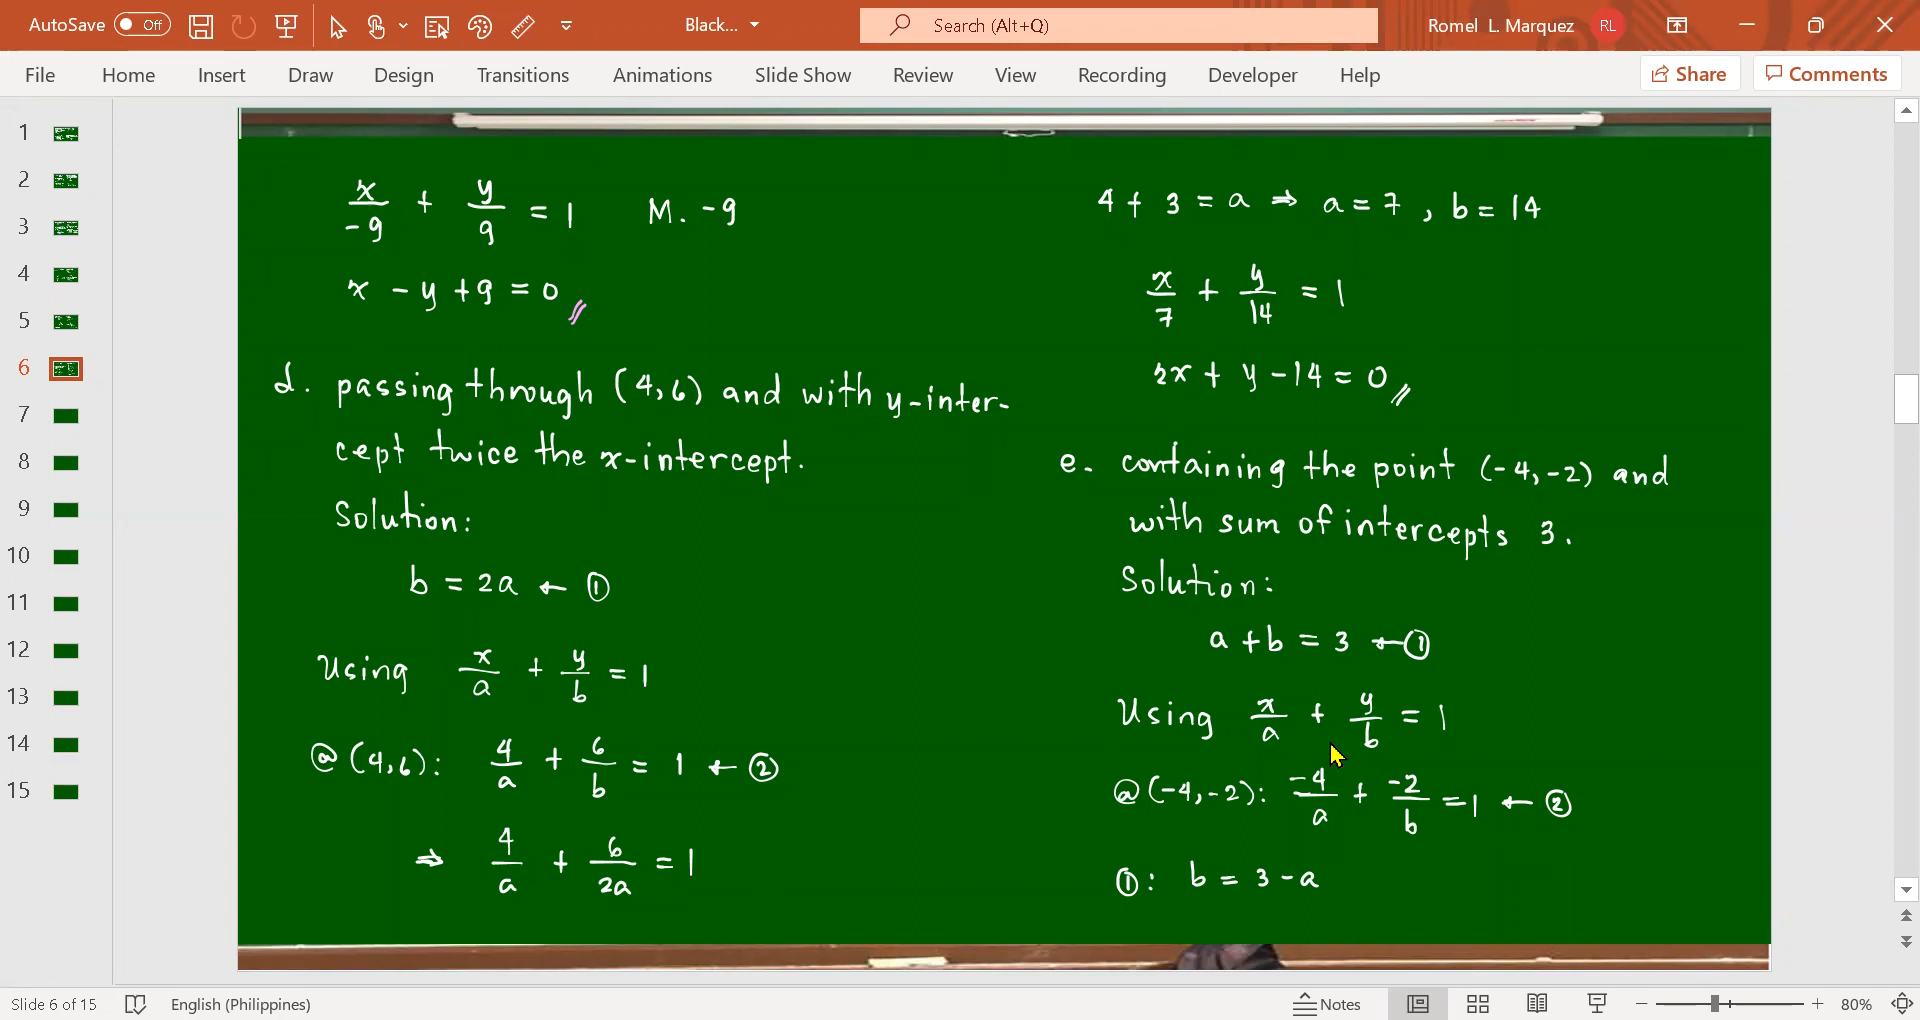 AutoSave Off Black... Search (Alt+Q) Romel L. Marquez RL
File Home Insert Draw Design Transitions Animations Slide Show Review View Recording Developer Help Share Comments
1
2
3
4
5
6
7
8
9
10
11
12
13
14
15
x/-9 + y/9 = 1 M. -9
x - y + 9 = 0 //
d. passing through (4,6) and with y-inter-
cept twice the x-intercept.
Solution:
b = 2a ← ①
Using x/a + y/b = 1
@ (4,6): 4/a + 6/b = 1 ← ②
⇒ 4/a + 6/2a = 1
4 + 3 = a ⇒ a = 7, b = 14
x/7 + y/14 = 1
2x + y - 14 = 0 //
e. containing the point (-4,-2) and
with sum of intercepts 3.
Solution:
a + b = 3 ← ①
Using x/a + y/b = 1
@ (-4,-2): -4/a + -2/b = 1 ← ②
①: b = 3 - a
Slide 6 of 15 English (Philippines) Notes 80%